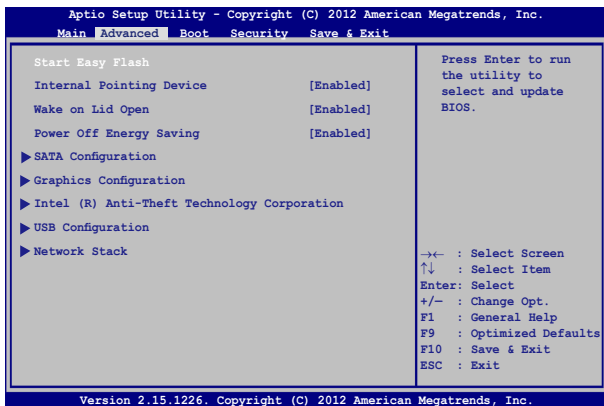 Aptio Setup Utility - Copyright (C) 2012 American Megatrends, Inc.
Main Advanced Boot Security Save & Exit
Start Easy Flash
Internal Pointing Device [Enabled]
Wake on Lid Open [Enabled]
Power Off Energy Saving [Enabled]
SATA Configuration
Graphics Configuration
Intel (R) Anti-Theft Technology Corporation
USB Configuration
Network Stack
Press Enter to run
the utility to
select and update
BIOS.
→← : Select Screen
↑↓ : Select Item
Enter: Select
+/— : Change Opt.
F1 : General Help
F9 : Optimized Defaults
F10 : Save & Exit
ESC : Exit
Version 2.15.1226. Copyright (C) 2012 American Megatrends, Inc.